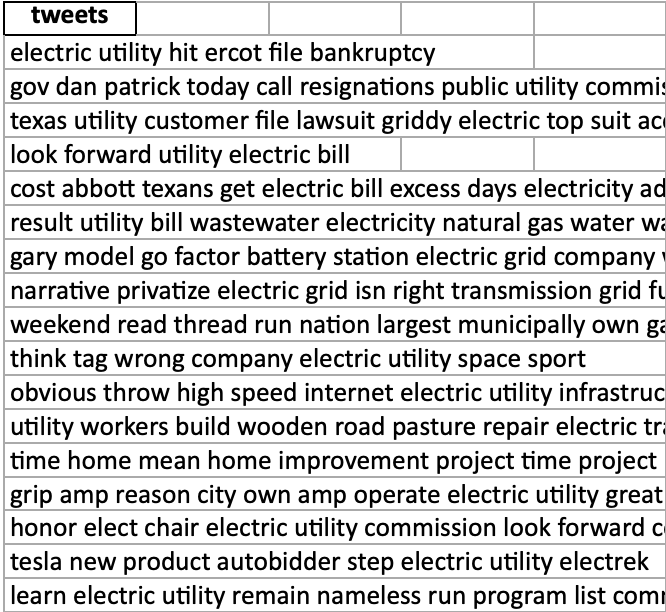 tweets
electric utility hit ercot file bankruptcy
gov dan patrick today call resignations public utility commis
texas utility customer file lawsuit griddy electric top suit acc
look forward utility electric bill
cost abbott texans get electric bill excess days electricity ad
result utility bill wastewater electricity natural gas water wa
gary model go factor battery station electric grid company
narrative privatize electric grid isn right transmission grid fu
weekend read thread run nation largest municipally own ga
think tag wrong company electric utility space sport
obvious throw high speed internet electric utility infrastruc
utility workers build wooden road pasture repair electric tra
time home mean home improvement project time project
grip amp reason city own amp operate electric utility great
honor elect chair electric utility commission look forward
tesla new product autobidder step electric utility electrek
learn electric utility remain nameless run program list com